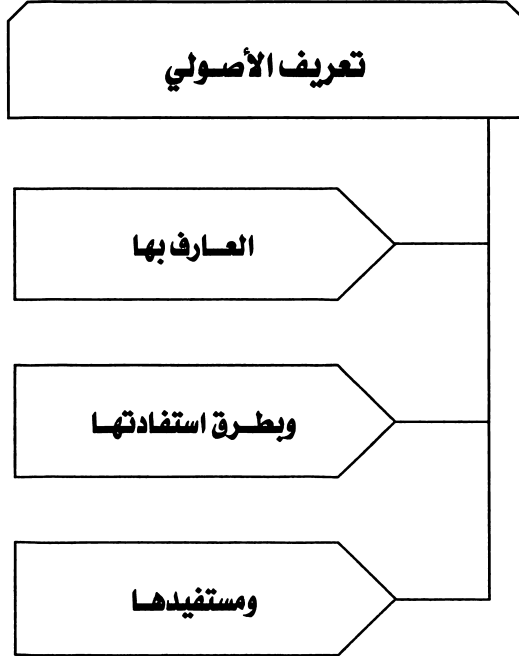 تعريف الأصولي
العارف بها
وبطرق استفادتها
ومستفيدها